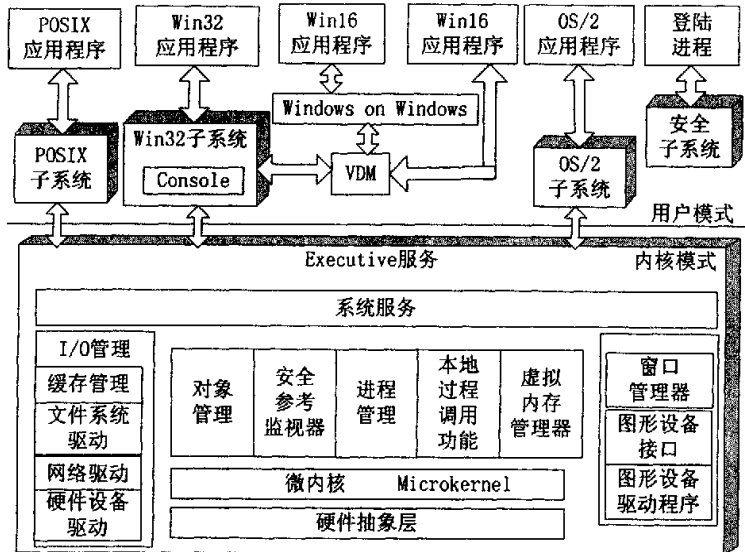 POSIX
应用程序
Win32
应用程序
Win16
应用程序
Win16
应用程序
OS/2
应用程序
登陆
进程
Windows on Windows
POSIX
子系统
Win32子系统
Console
VDM
OS/2
子系统
安全
子系统
用户模式
Executive服务
内核模式
系统服务
I/O管理
缓存管理
文件系统
驱动
网络驱动
硬件设备
驱动
对象
管理
安全
参考
监视器
进程
管理
本地
过程
调用
功能
虚拟
内存
管理器
微内核 Microkernel
硬件抽象层
窗口
管理器
图形设备
接口
图形设备
驱动程序